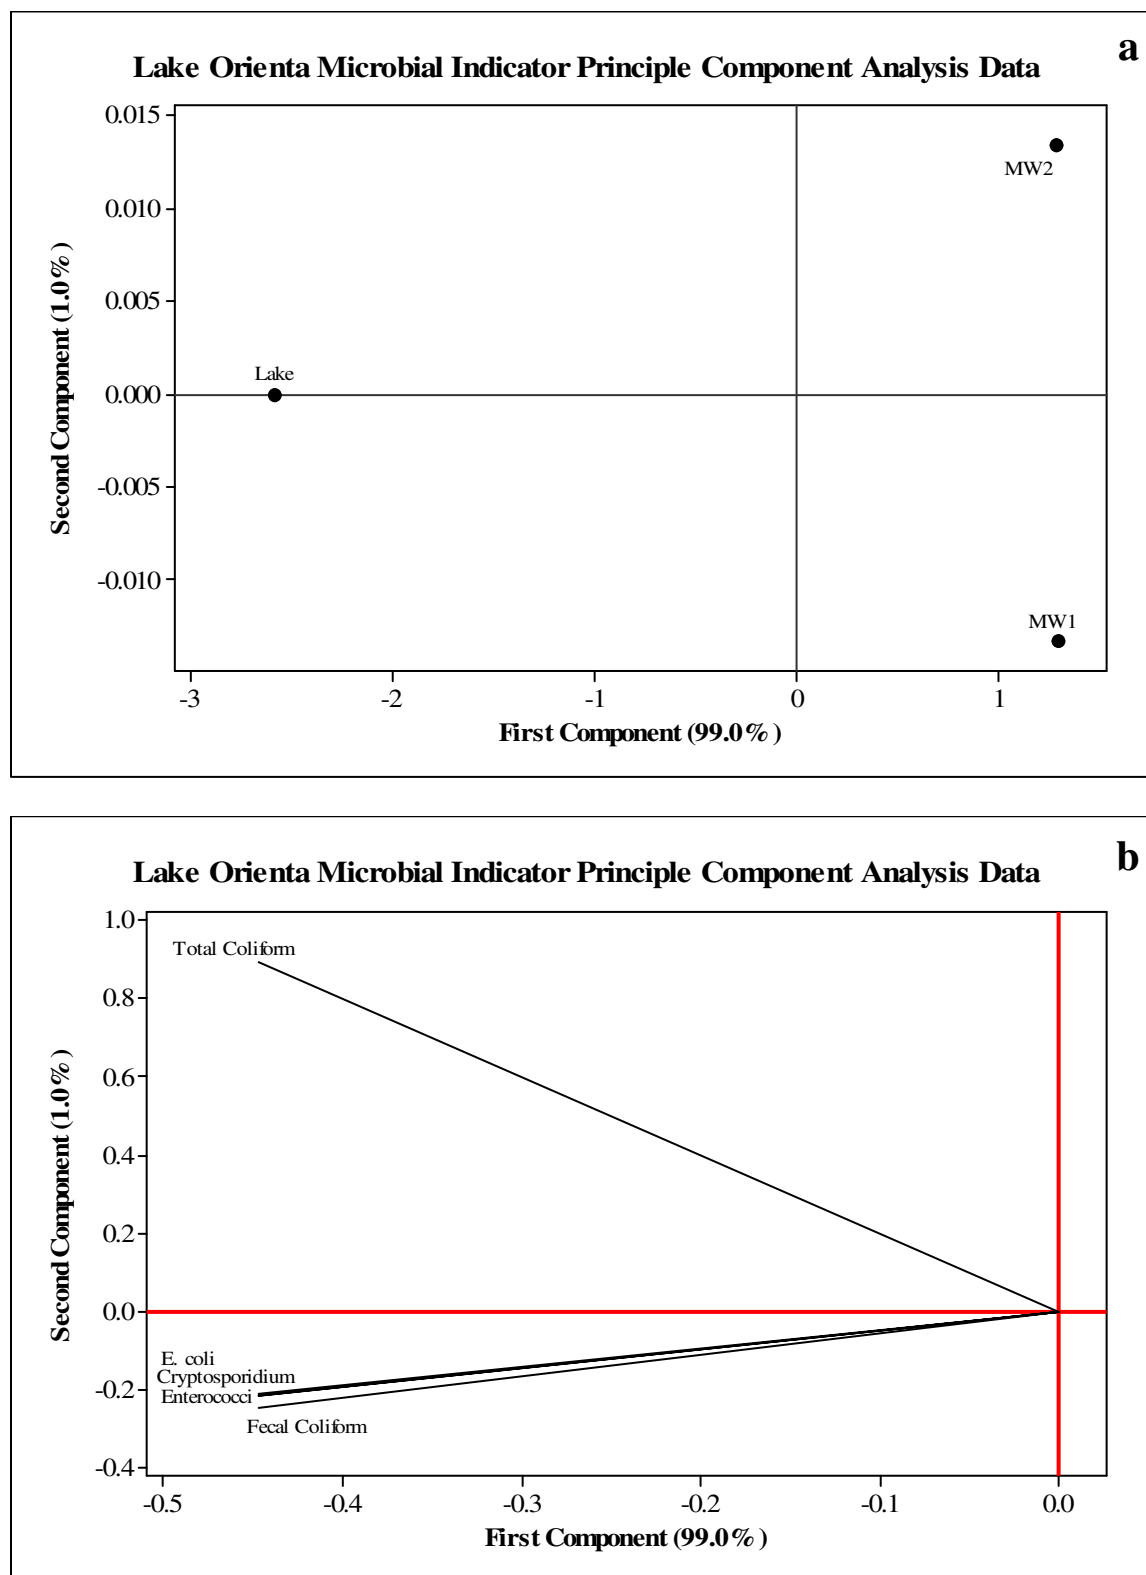 a
Lake Orienta Microbial Indicator Principle Component Analysis Data
0.015
0.010
0.005
0.000
-0.005
-0.010
Second Component (1.0%)
MW2
Lake
MW1
-3 -2 -1 0 1
First Component (99.0%)
b
Lake Orienta Microbial Indicator Principle Component Analysis Data
1.0
0.8
0.6
0.4
0.2
0.0
-0.2
-0.4
Second Component (1.0%)
Total Coliform
E. coli
Cryptosporidium
Enterococci
Fecal Coliform
-0.5 -0.4 -0.3 -0.2 -0.1 0.0
First Component (99.0%)